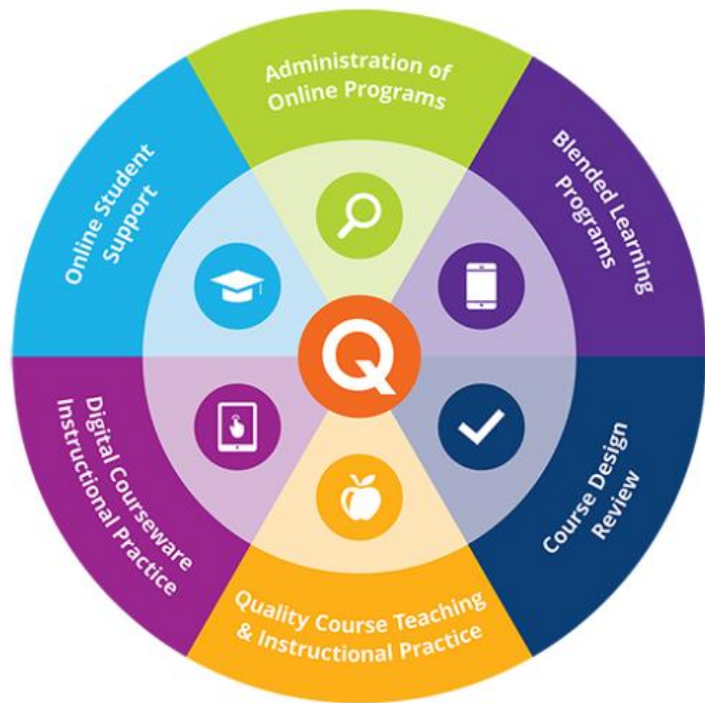 Administration of
Online Programs
Blended Learning
Programs
Course Design
Review
Quality Course Teaching
& Instructional Practice
Digital Courseware
Instructional Practice
Online Student
Support
Q